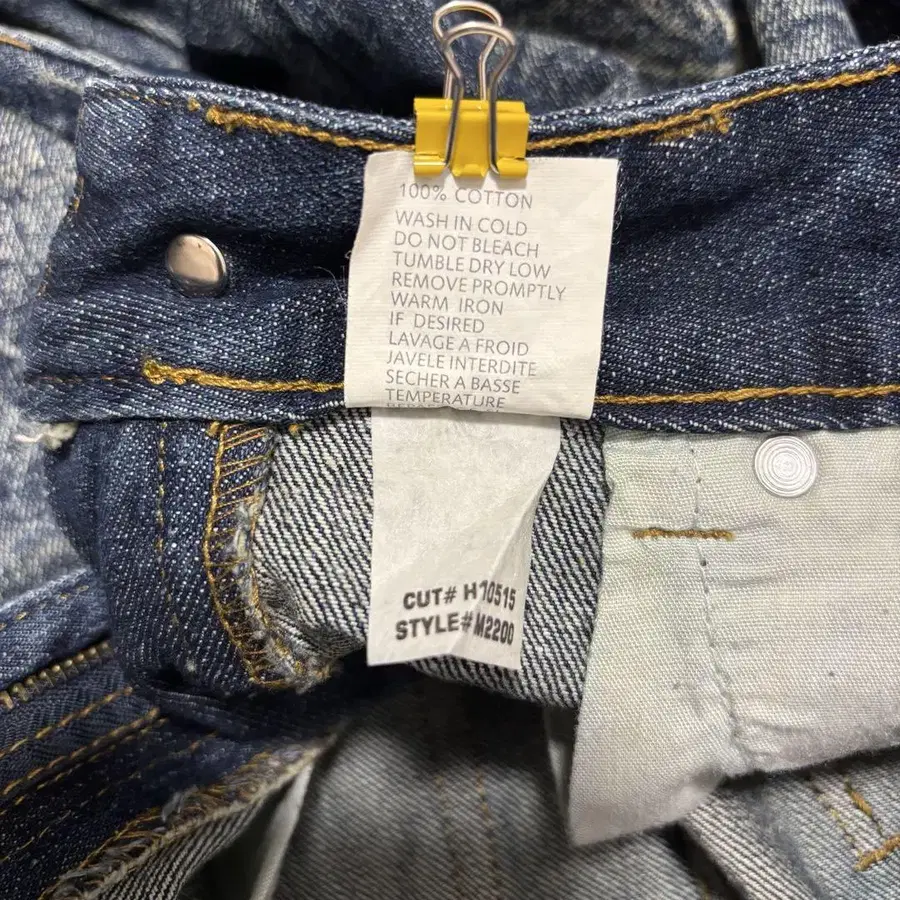 100% COTTON
WASH IN COLD
DO NOT BLEACH
TUMBLE DRY LOW
REMOVE PROMPTLY
WARM IRON
IF DESIRED
LAVAGE A FROID
JAVELE INTERDITE
SECHER A BASSE
TEMPERATURE
CUT# H10515
STYLE# M2200